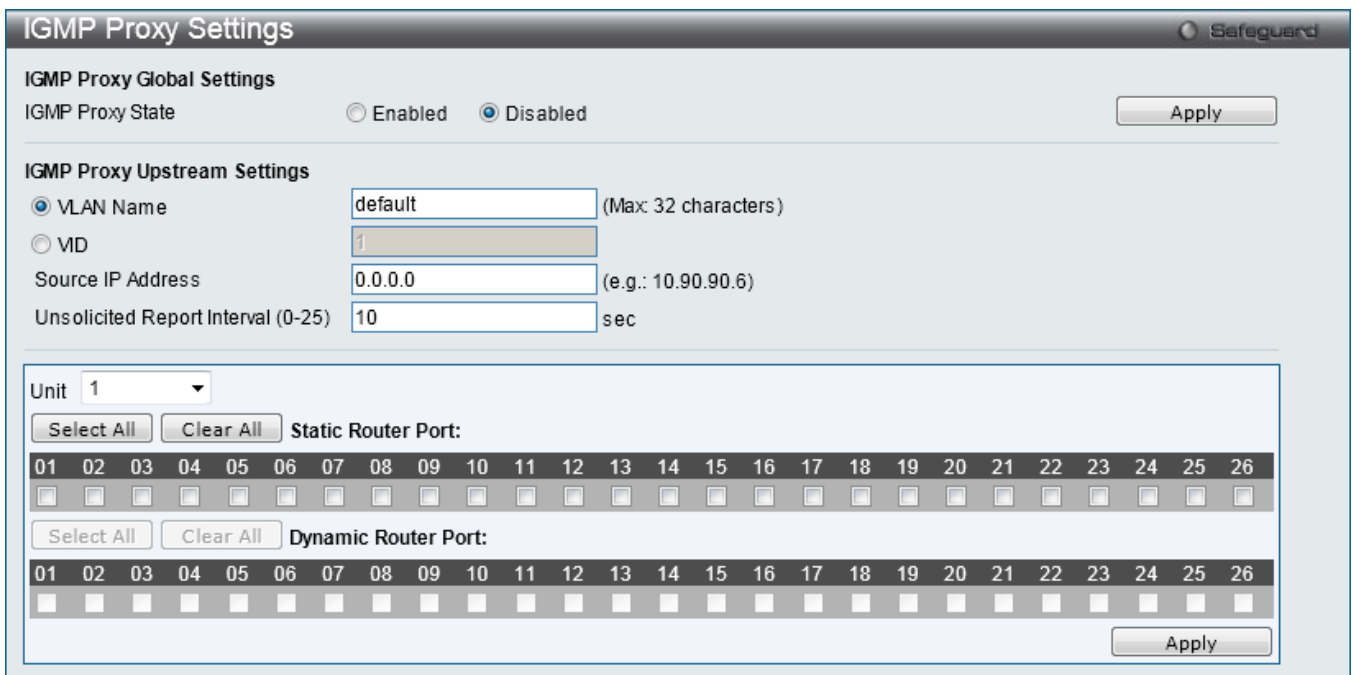 IGMP Proxy Settings Safeguard
IGMP Proxy Global Settings
IGMP Proxy State Enabled Disabled Apply
IGMP Proxy Upstream Settings
VLAN Name default (Max: 32 characters)
VID 1
Source IP Address 0.0.0.0 (e.g.: 10.90.90.6)
Unsolicited Report Interval (0-25) 10 sec
Unit 1
Select All Clear All Static Router Port:
01 02 03 04 05 06 07 08 09 10 11 12 13 14 15 16 17 18 19 20 21 22 23 24 25 26
Select All Clear All Dynamic Router Port:
01 02 03 04 05 06 07 08 09 10 11 12 13 14 15 16 17 18 19 20 21 22 23 24 25 26
Apply